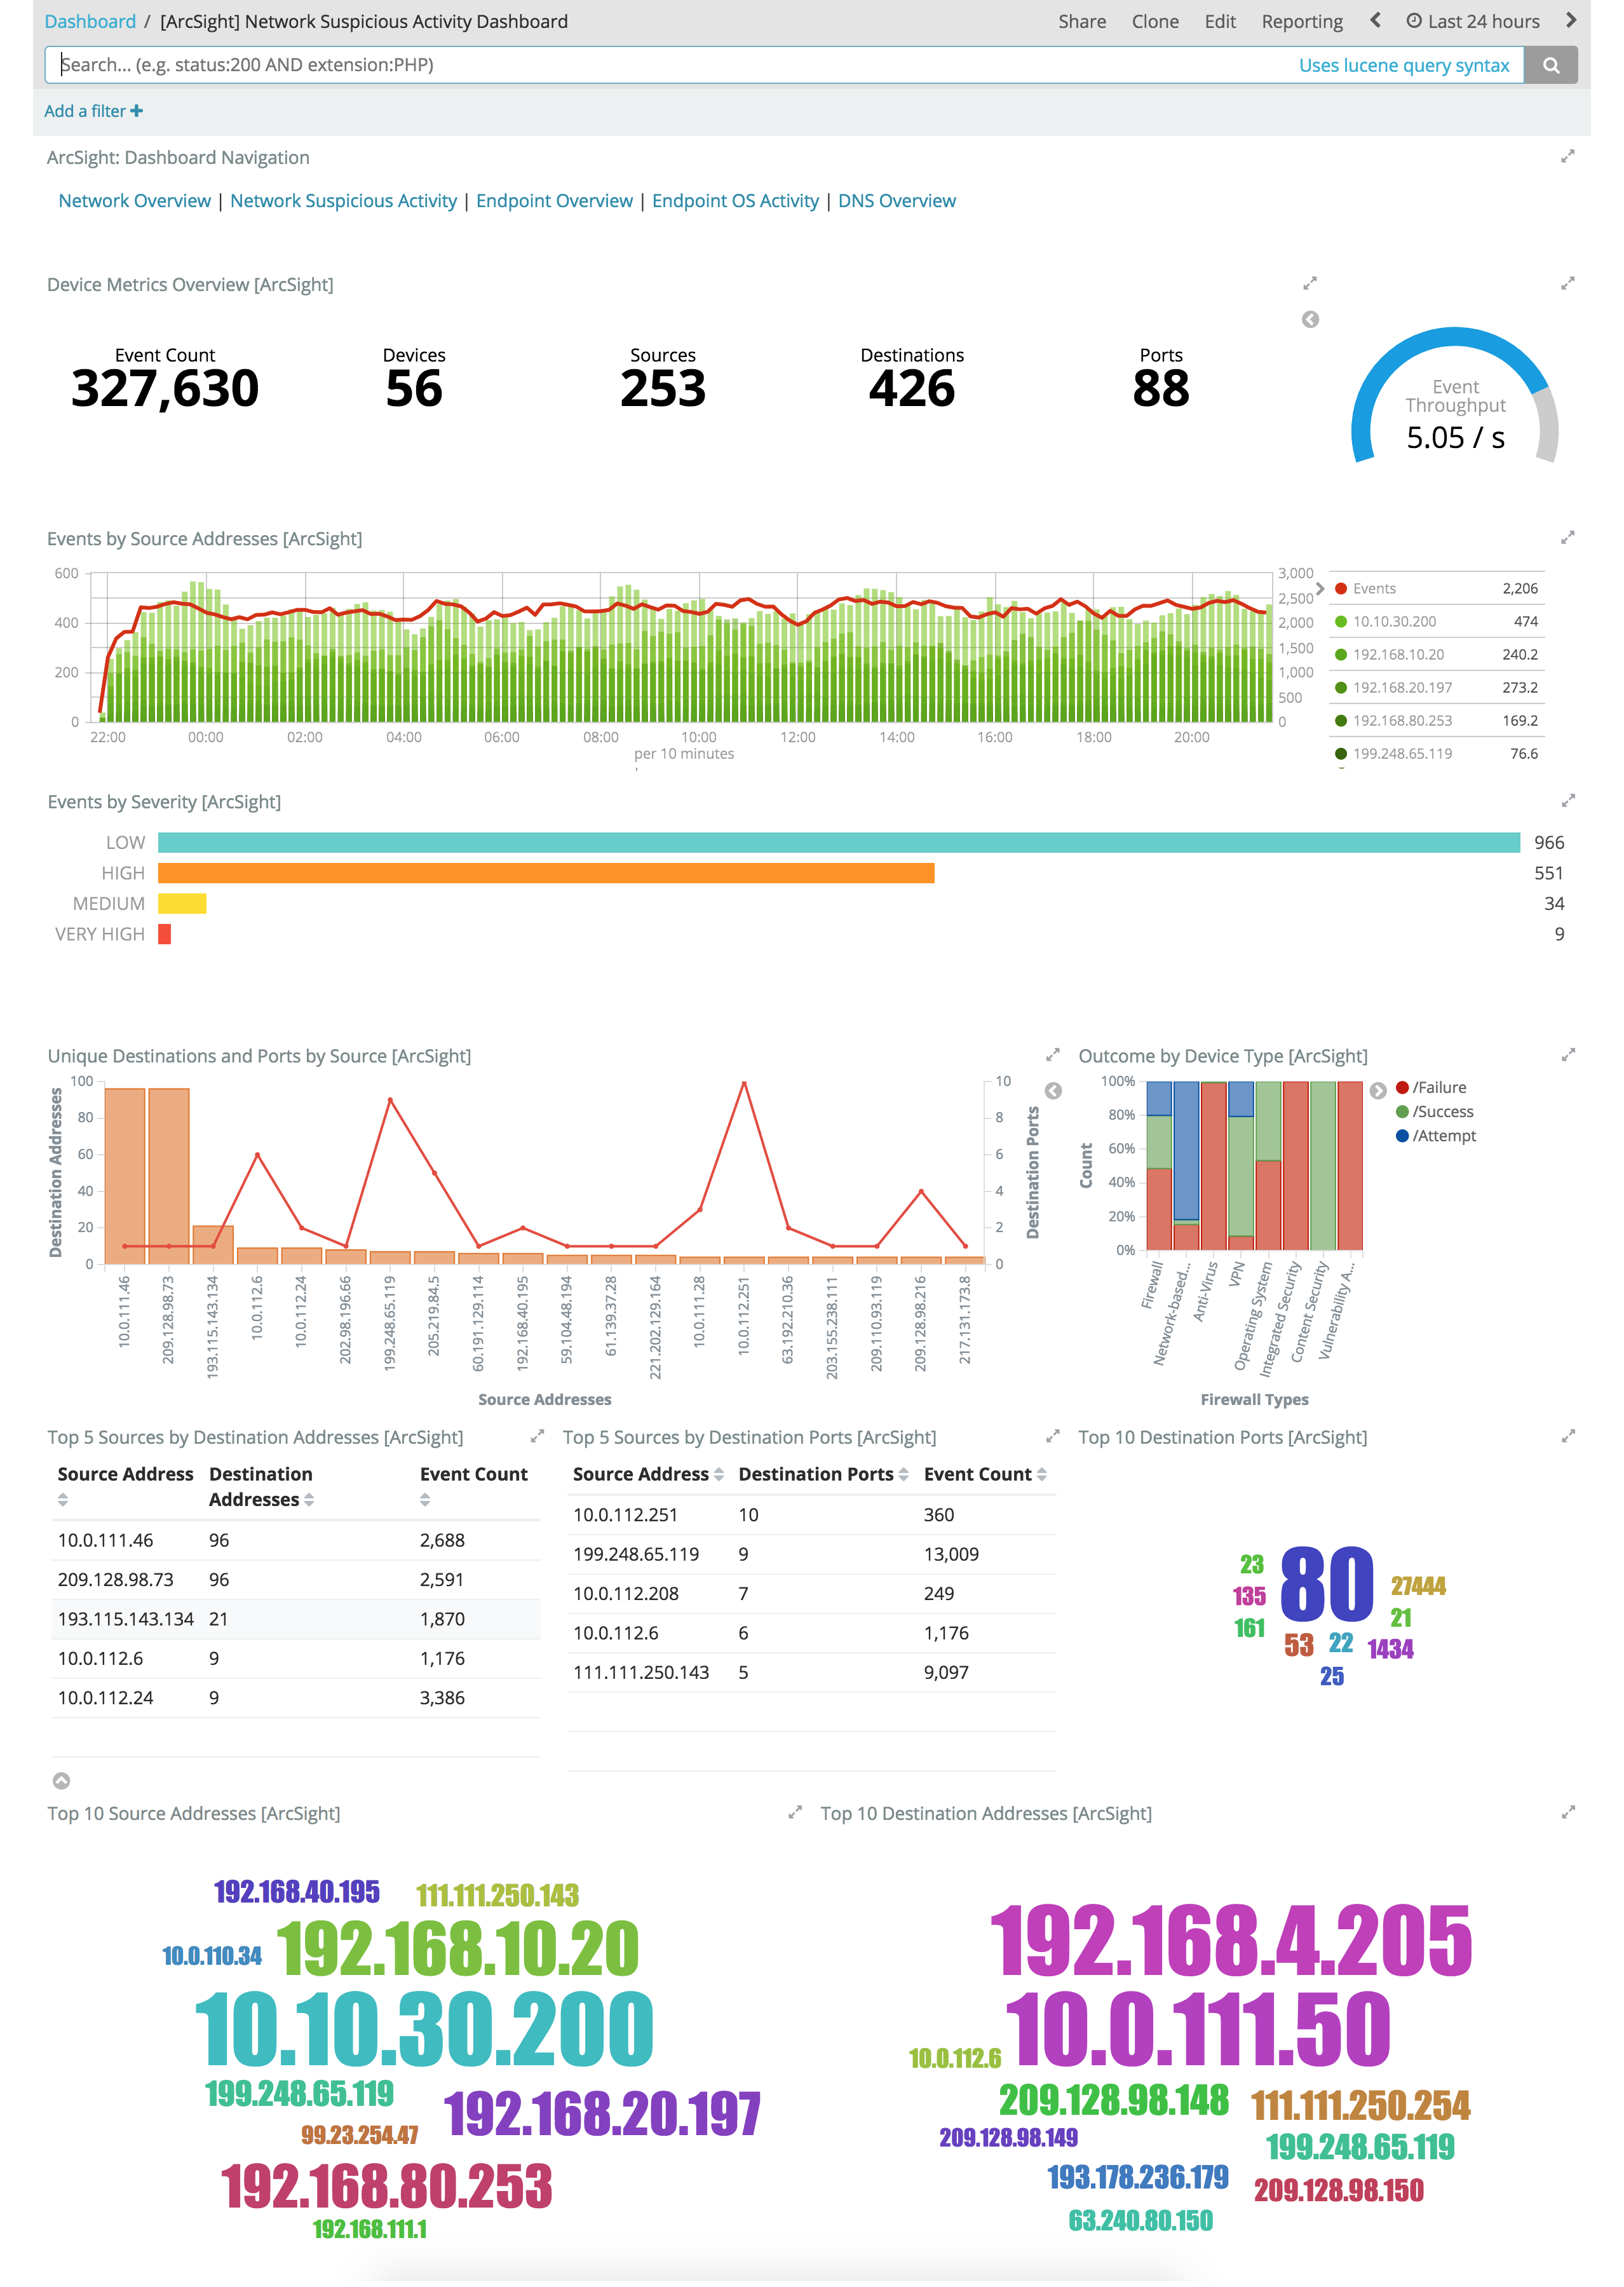 Dashboard / [ArcSight] Network Suspicious Activity Dashboard Share Clone Edit Reporting Last 24 hours
Search... (e.g. status:200 AND extension:PHP) Uses lucene query syntax
Add a filter +
ArcSight: Dashboard Navigation
Network Overview | Network Suspicious Activity | Endpoint Overview | Endpoint OS Activity | DNS Overview
Device Metrics Overview [ArcSight]
Event Count Devices Sources Destinations Ports
327,630 56 253 426 88
Event
Throughput
5.05 / s
Events by Source Addresses [ArcSight]
600
400
200
0
3,000
2,500
2,000
1,500
1,000
500
0
22:00 00:00 02:00 04:00 06:00 08:00 10:00 12:00 14:00 16:00 18:00 20:00
per 10 minutes
Events 2,206
10.10.30.200 474
192.168.10.20 240.2
192.168.20.197 273.2
192.168.80.253 169.2
199.248.65.119 76.6
Events by Severity [ArcSight]
LOW 966
HIGH 551
MEDIUM 34
VERY HIGH 9
Unique Destinations and Ports by Source [ArcSight]
Destination Addresses
100
80
60
40
20
0
10
8
6
4
2
0
Destination Ports
10.0.111.46
209.128.98.73
193.115.143.134
10.0.112.6
10.0.112.24
202.98.196.66
199.248.65.119
205.219.84.5
60.191.129.114
192.168.40.195
59.104.48.194
61.139.37.28
221.202.129.164
10.0.111.28
10.0.112.251
63.192.210.36
203.155.238.111
209.110.93.119
209.128.98.216
217.131.173.8
Source Addresses
Outcome by Device Type [ArcSight]
Count
100%
80%
60%
40%
20%
0%
Firewall
Network-based...
Anti-Virus
VPN
Operating System
Integrated Security
Content Security
Vulnerability A...
Firewall Types
/Failure
/Success
/Attempt
Top 5 Sources by Destination Addresses [ArcSight]
Source Address Destination Addresses Event Count
10.0.111.46 96 2,688
209.128.98.73 96 2,591
193.115.143.134 21 1,870
10.0.112.6 9 1,176
10.0.112.24 9 3,386
Top 5 Sources by Destination Ports [ArcSight]
Source Address Destination Ports Event Count
10.0.112.251 10 360
199.248.65.119 9 13,009
10.0.112.208 7 249
10.0.112.6 6 1,176
111.111.250.143 5 9,097
Top 10 Destination Ports [ArcSight]
23
135
161
80
27444
21
53
22
1434
25
Top 10 Source Addresses [ArcSight]
192.168.40.195
111.111.250.143
10.0.110.34
192.168.10.20
10.10.30.200
199.248.65.119
192.168.20.197
99.23.254.47
192.168.80.253
192.168.111.1
Top 10 Destination Addresses [ArcSight]
192.168.4.205
10.0.111.50
10.0.112.6
209.128.98.148
111.111.250.254
209.128.98.149
199.248.65.119
193.178.236.179
209.128.98.150
63.240.80.150